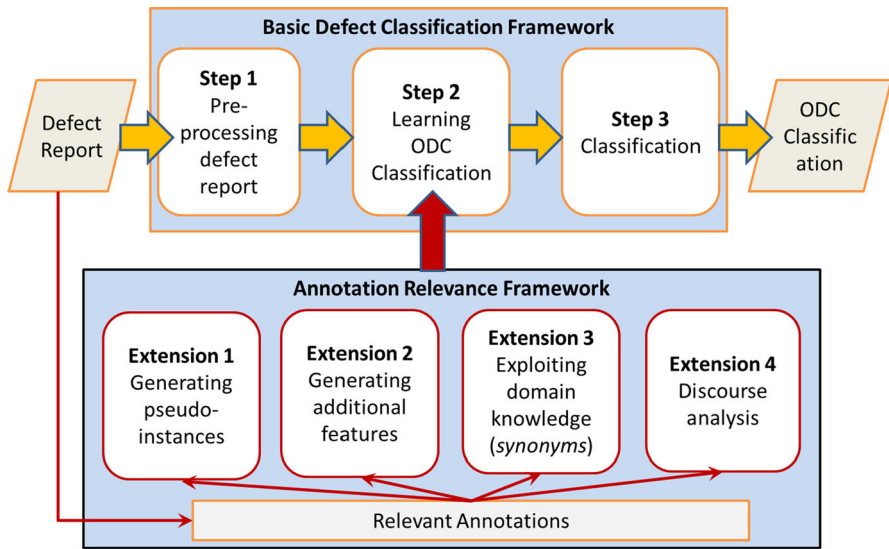 Basic Defect Classification Framework
Defect
Report
Step 1
Pre-
processing
defect
report
Step 2
Learning
ODC
Classification
Step 3
Classification
ODC
Classific
ation
Annotation Relevance Framework
Extension 1
Generating
pseudo-
instances
Extension 2
Generating
additional
features
Extension 3
Exploiting
domain
knowledge
(synonyms)
Extension 4
Discourse
analysis
Relevant Annotations